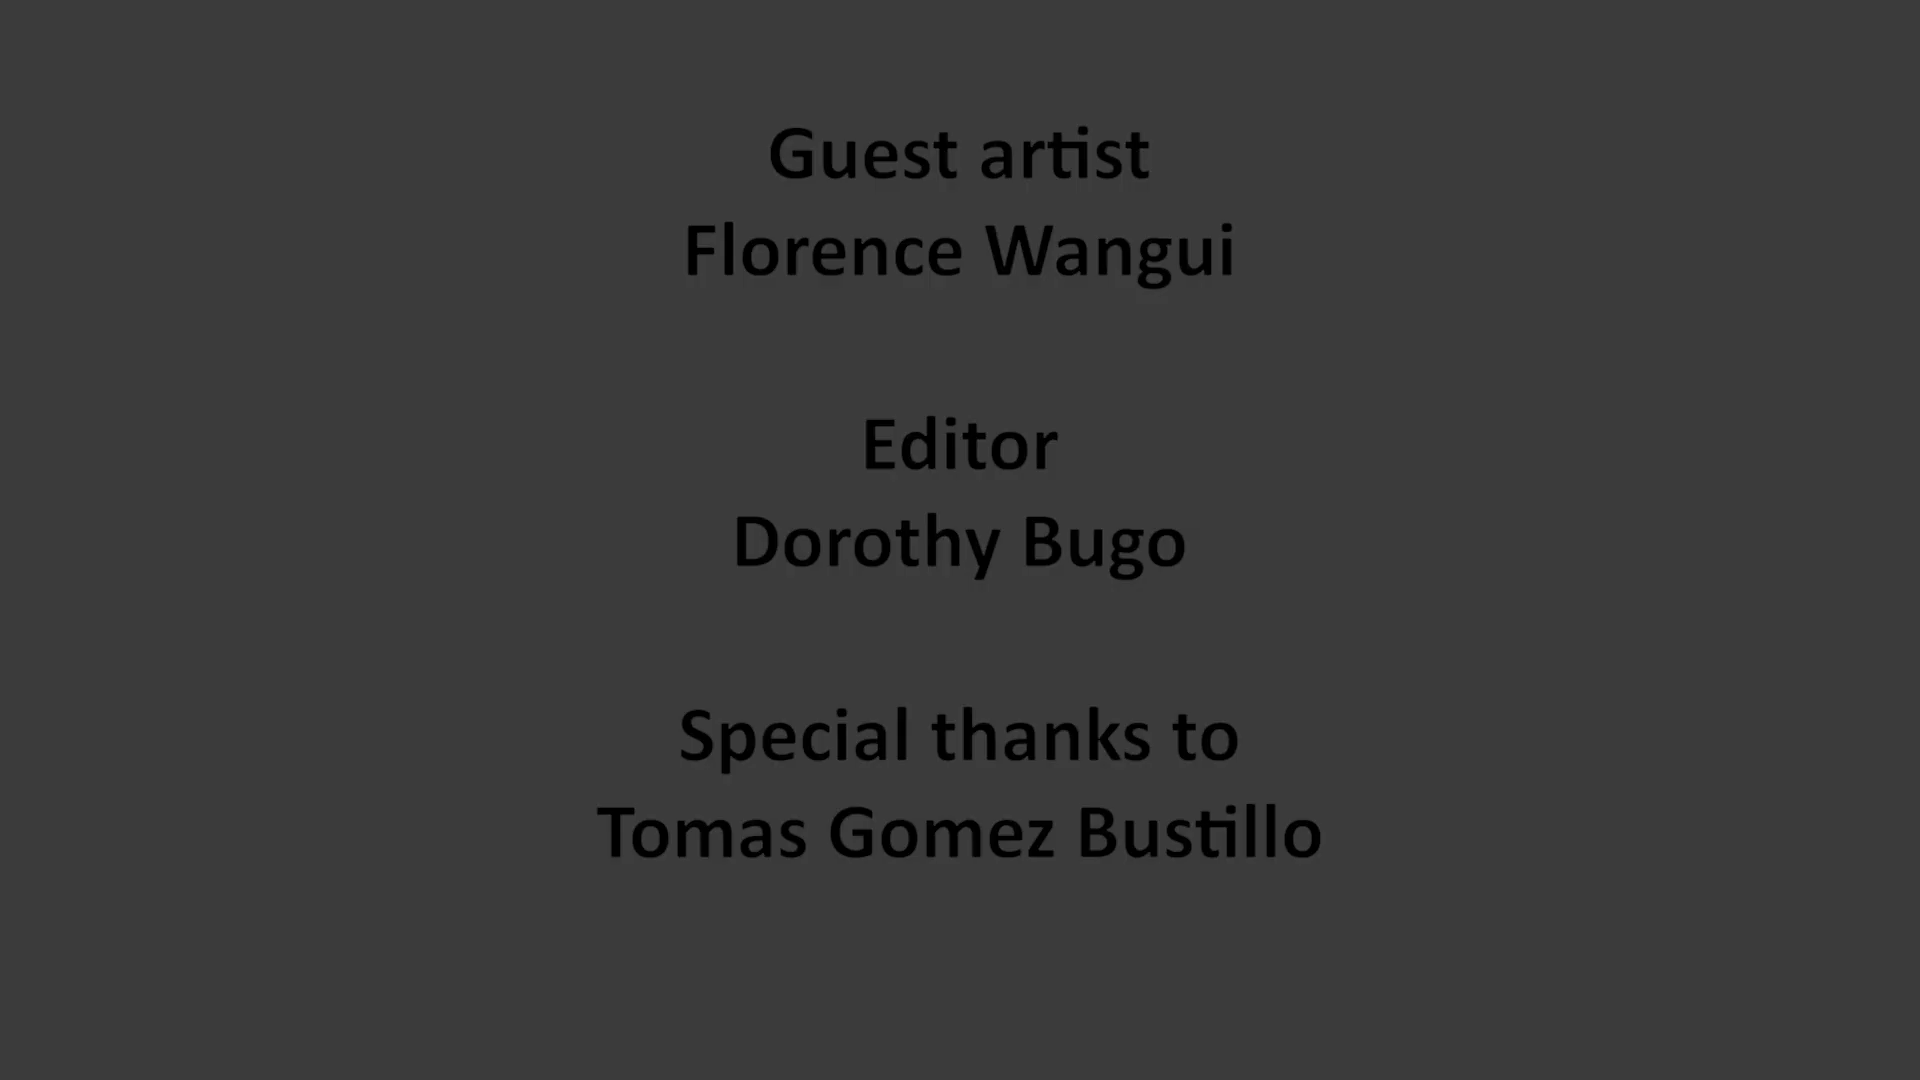 Guest artist
Florence Wangui
Editor
Dorothy Bugo
Special thanks to
Tomas Gomez Bustillo